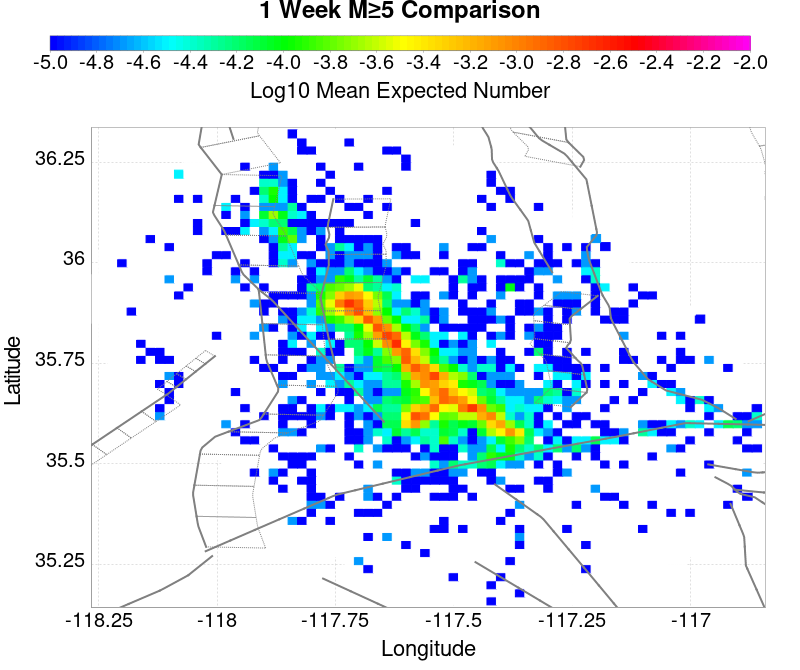 1 Week M≥5 Comparison
-5.0 -4.8 -4.6 -4.4 -4.2 -4.0 -3.8 -3.6 -3.4 -3.2 -3.0 -2.8 -2.6 -2.4 -2.2 -2.0
Log10 Mean Expected Number
36.25
36
35.75
35.5
35.25
Latitude
-118.25 -118 -117.75 -117.5 -117.25 -117
Longitude